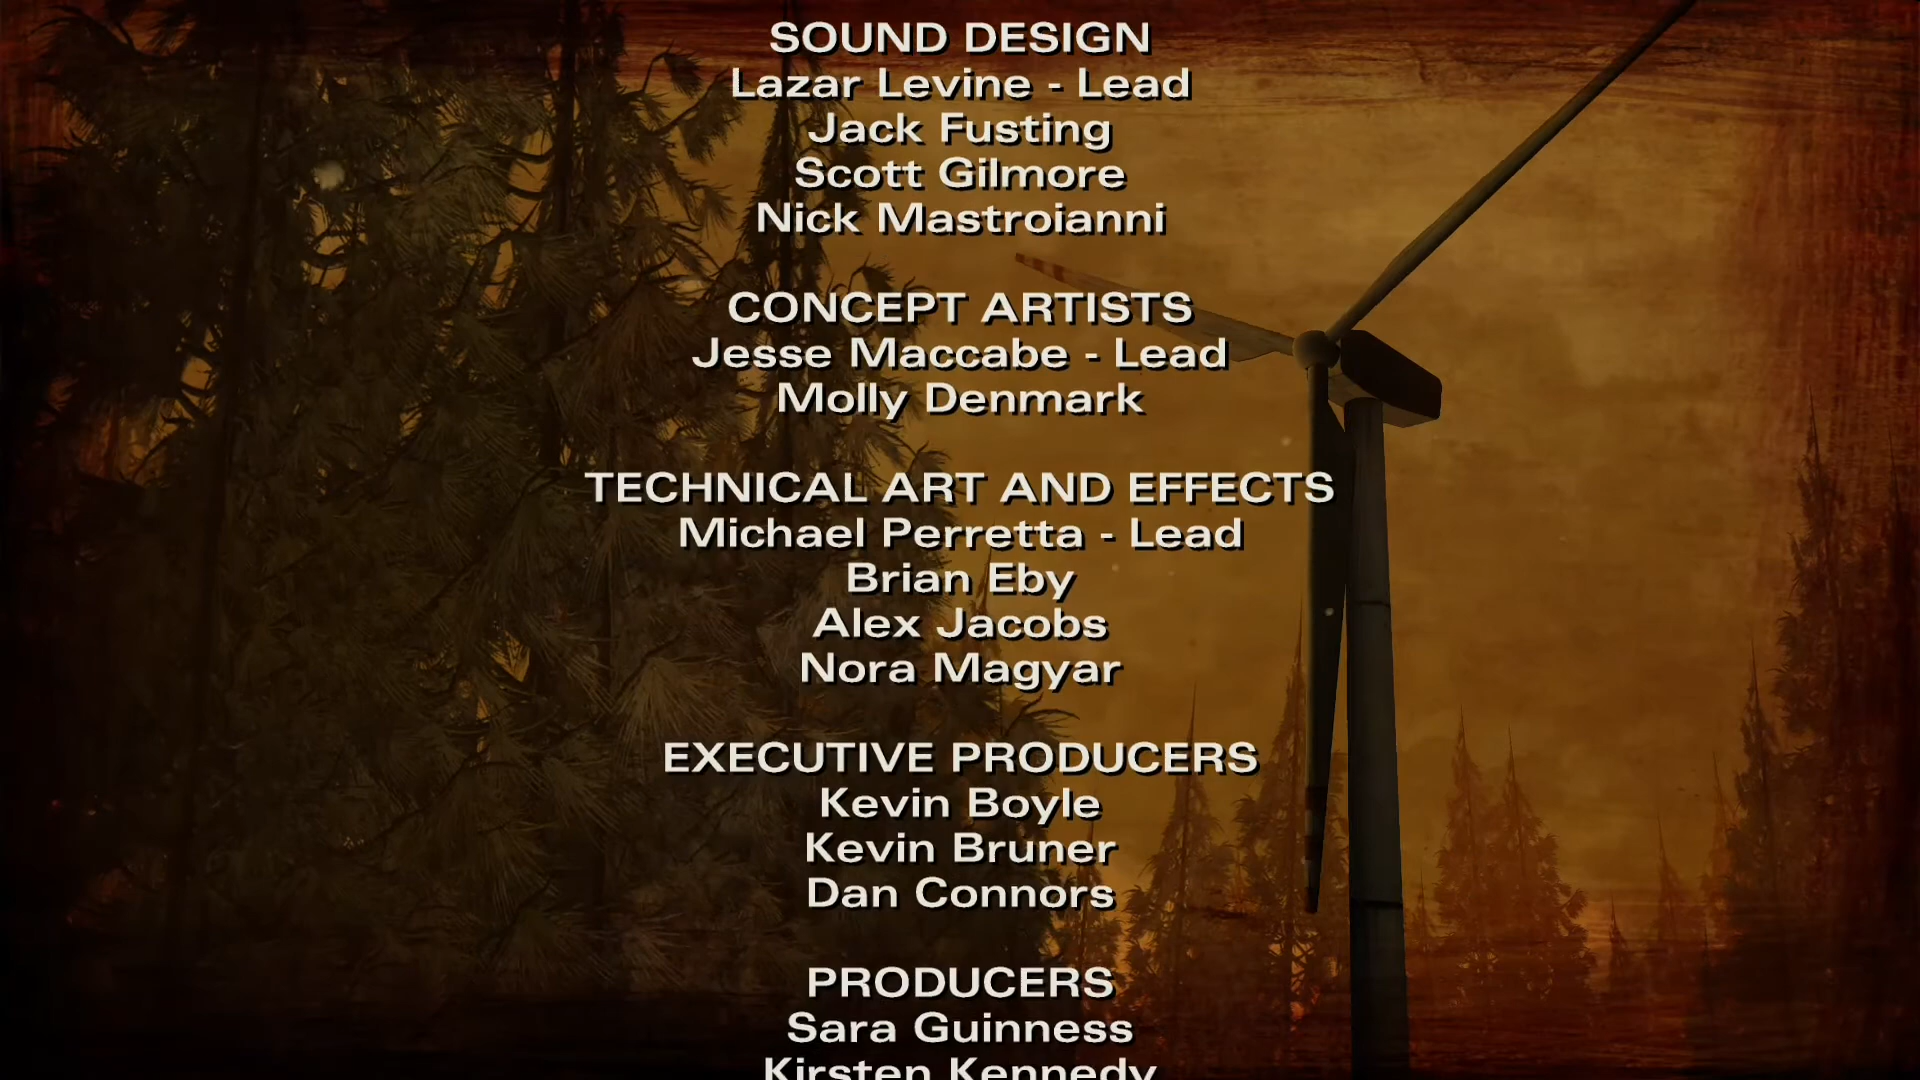 SOUND DESIGN
Lazar Levine - Lead
Jack Fusting
Scott Gilmore
Nick Mastroianni
CONCEPT ARTISTS
Jesse Maccabe - Lead
Molly Denmark
TECHNICAL ART AND EFFECTS
Michael Perretta - Lead
Brian Eby
Alex Jacobs
Nora Magyar
EXECUTIVE PRODUCERS
Kevin Boyle
Kevin Bruner
Dan Connors
PRODUCERS
Sara Guinness
Kirsten Kennedy